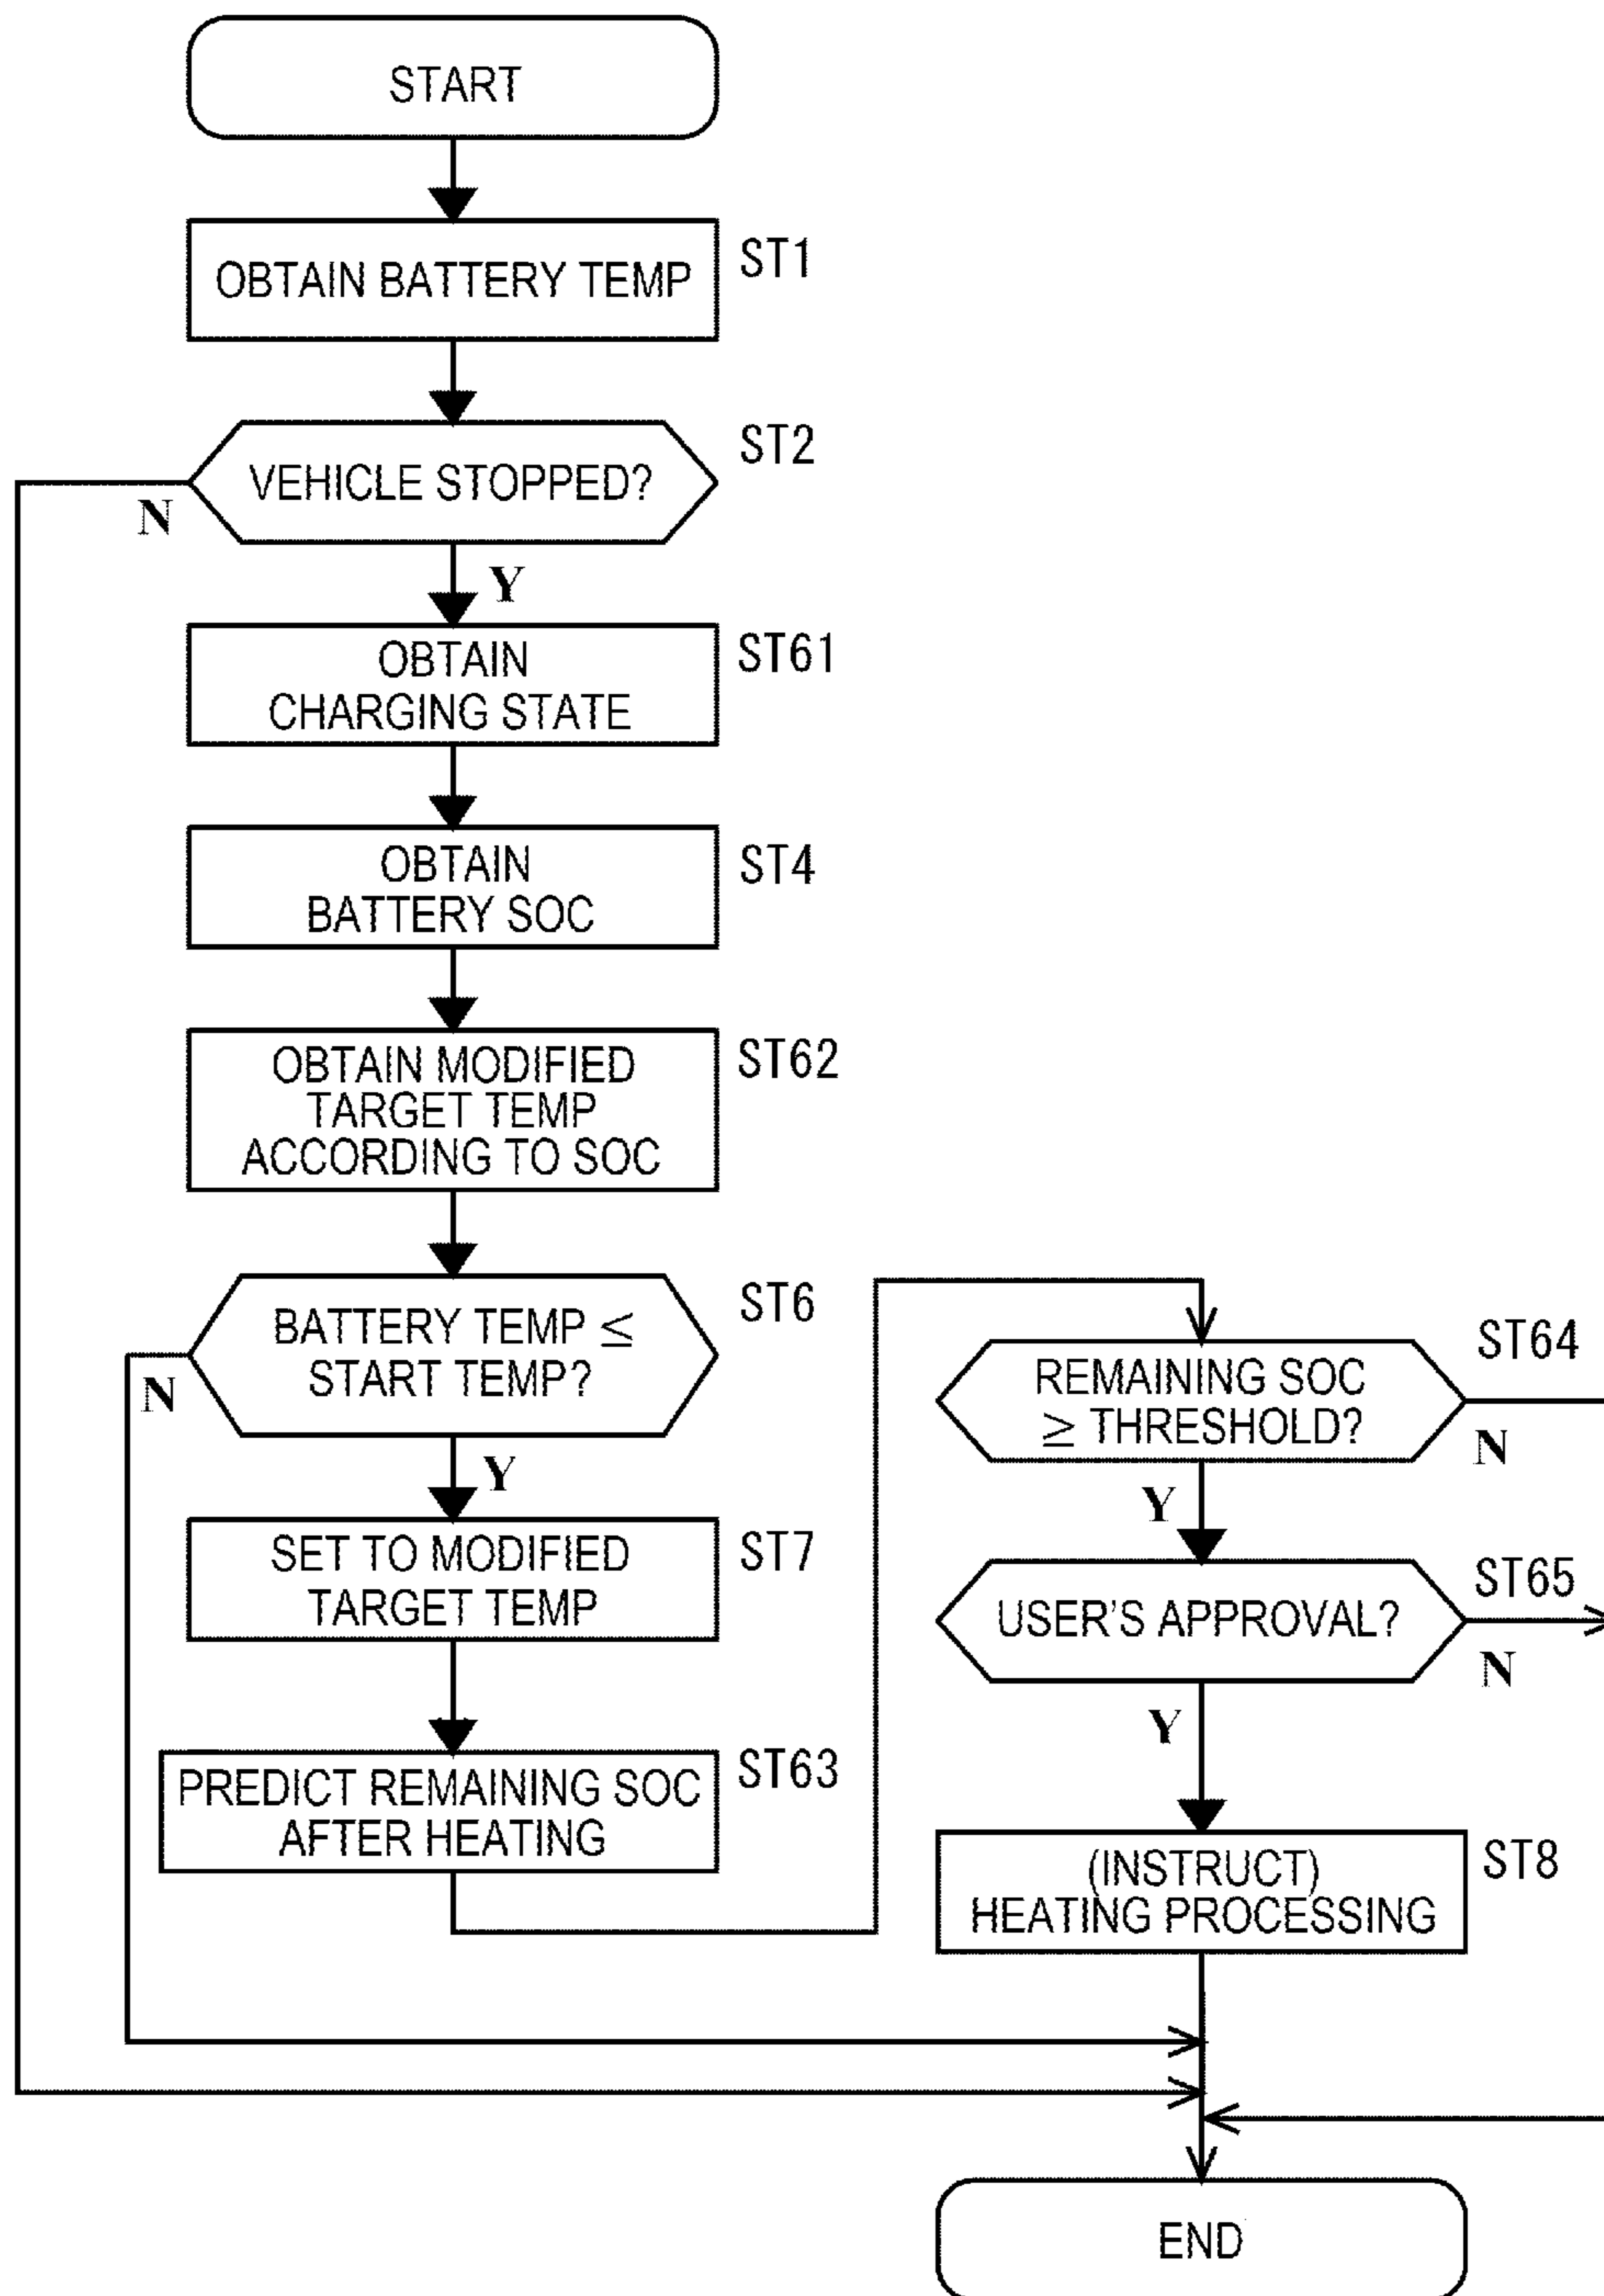 START
OBTAIN BATTERY TEMP
ST1
VEHICLE STOPPED?
ST2
N
Y
OBTAIN
CHARGING STATE
ST61
OBTAIN
BATTERY SOC
ST4
OBTAIN MODIFIED
TARGET TEMP
ACCORDING TO SOC
ST62
BATTERY TEMP ≤
START TEMP?
ST6
N
Y
SET TO MODIFIED
TARGET TEMP
ST7
PREDICT REMAINING SOC
AFTER HEATING
ST63
REMAINING SOC
≥ THRESHOLD?
ST64
N
Y
USER'S APPROVAL?
ST65
N
Y
(INSTRUCT)
HEATING PROCESSING
ST8
END